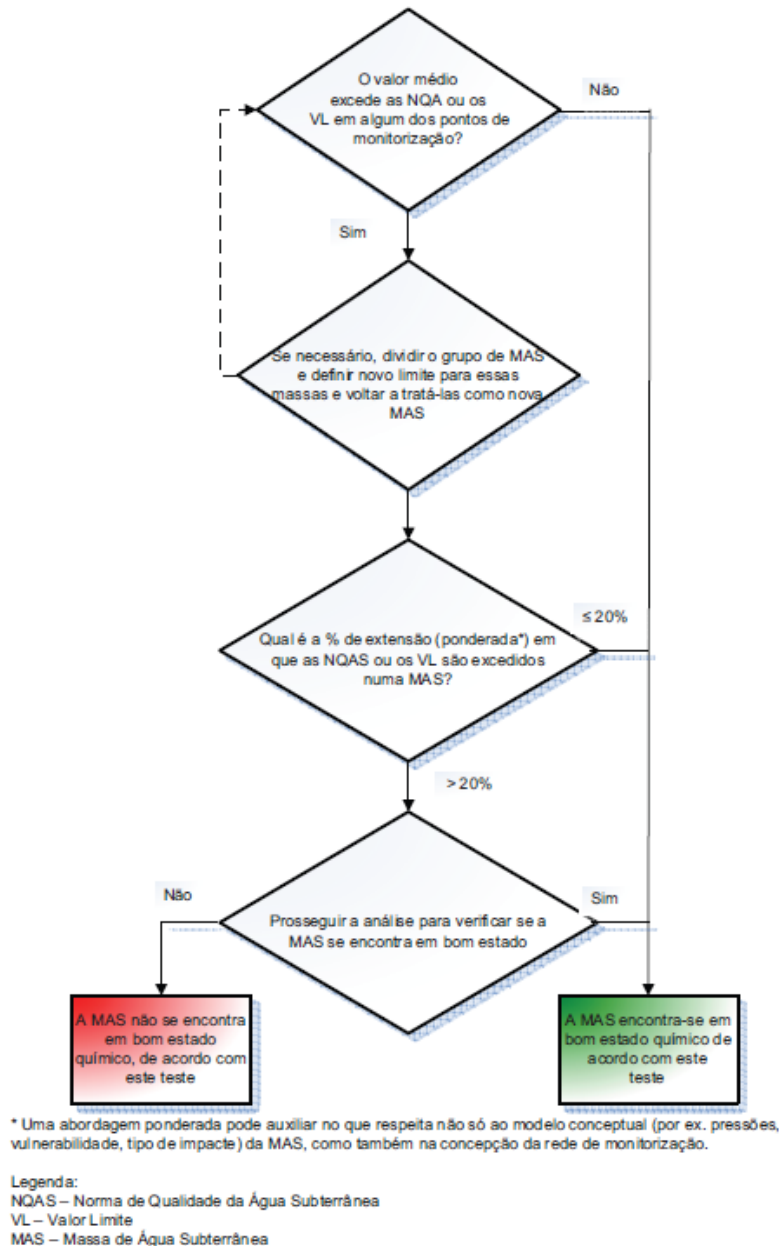 O valor médio
excede as NQA ou os
VL em algum dos pontos de
monitorização?
Não
Sim
Se necessário, dividir o grupo de MAS
e definir novo limite para essas
massas e voltar a tratá-las como nova
MAS
≤ 20%
Qual é a % de extensão (ponderada*) em
que as NQAS ou os VL são excedidos
numa MAS?
> 20%
Não
Sim
Prosseguir a análise para verificar se a
MAS se encontra em bom estado
A MAS não se encontra
em bom estado
químico, de acordo com
este teste
A MAS encontra-se em
bom estado químico de
acordo com este
teste
* Uma abordagem ponderada pode auxiliar no que respeita não só ao modelo conceptual (por ex. pressões,
vulnerabilidade, tipo de impacte) da MAS, como também na concepção da rede de monitorização.
Legenda:
NQAS – Norma de Qualidade da Água Subterrânea
VL – Valor Limite
MAS – Massa de Água Subterrânea